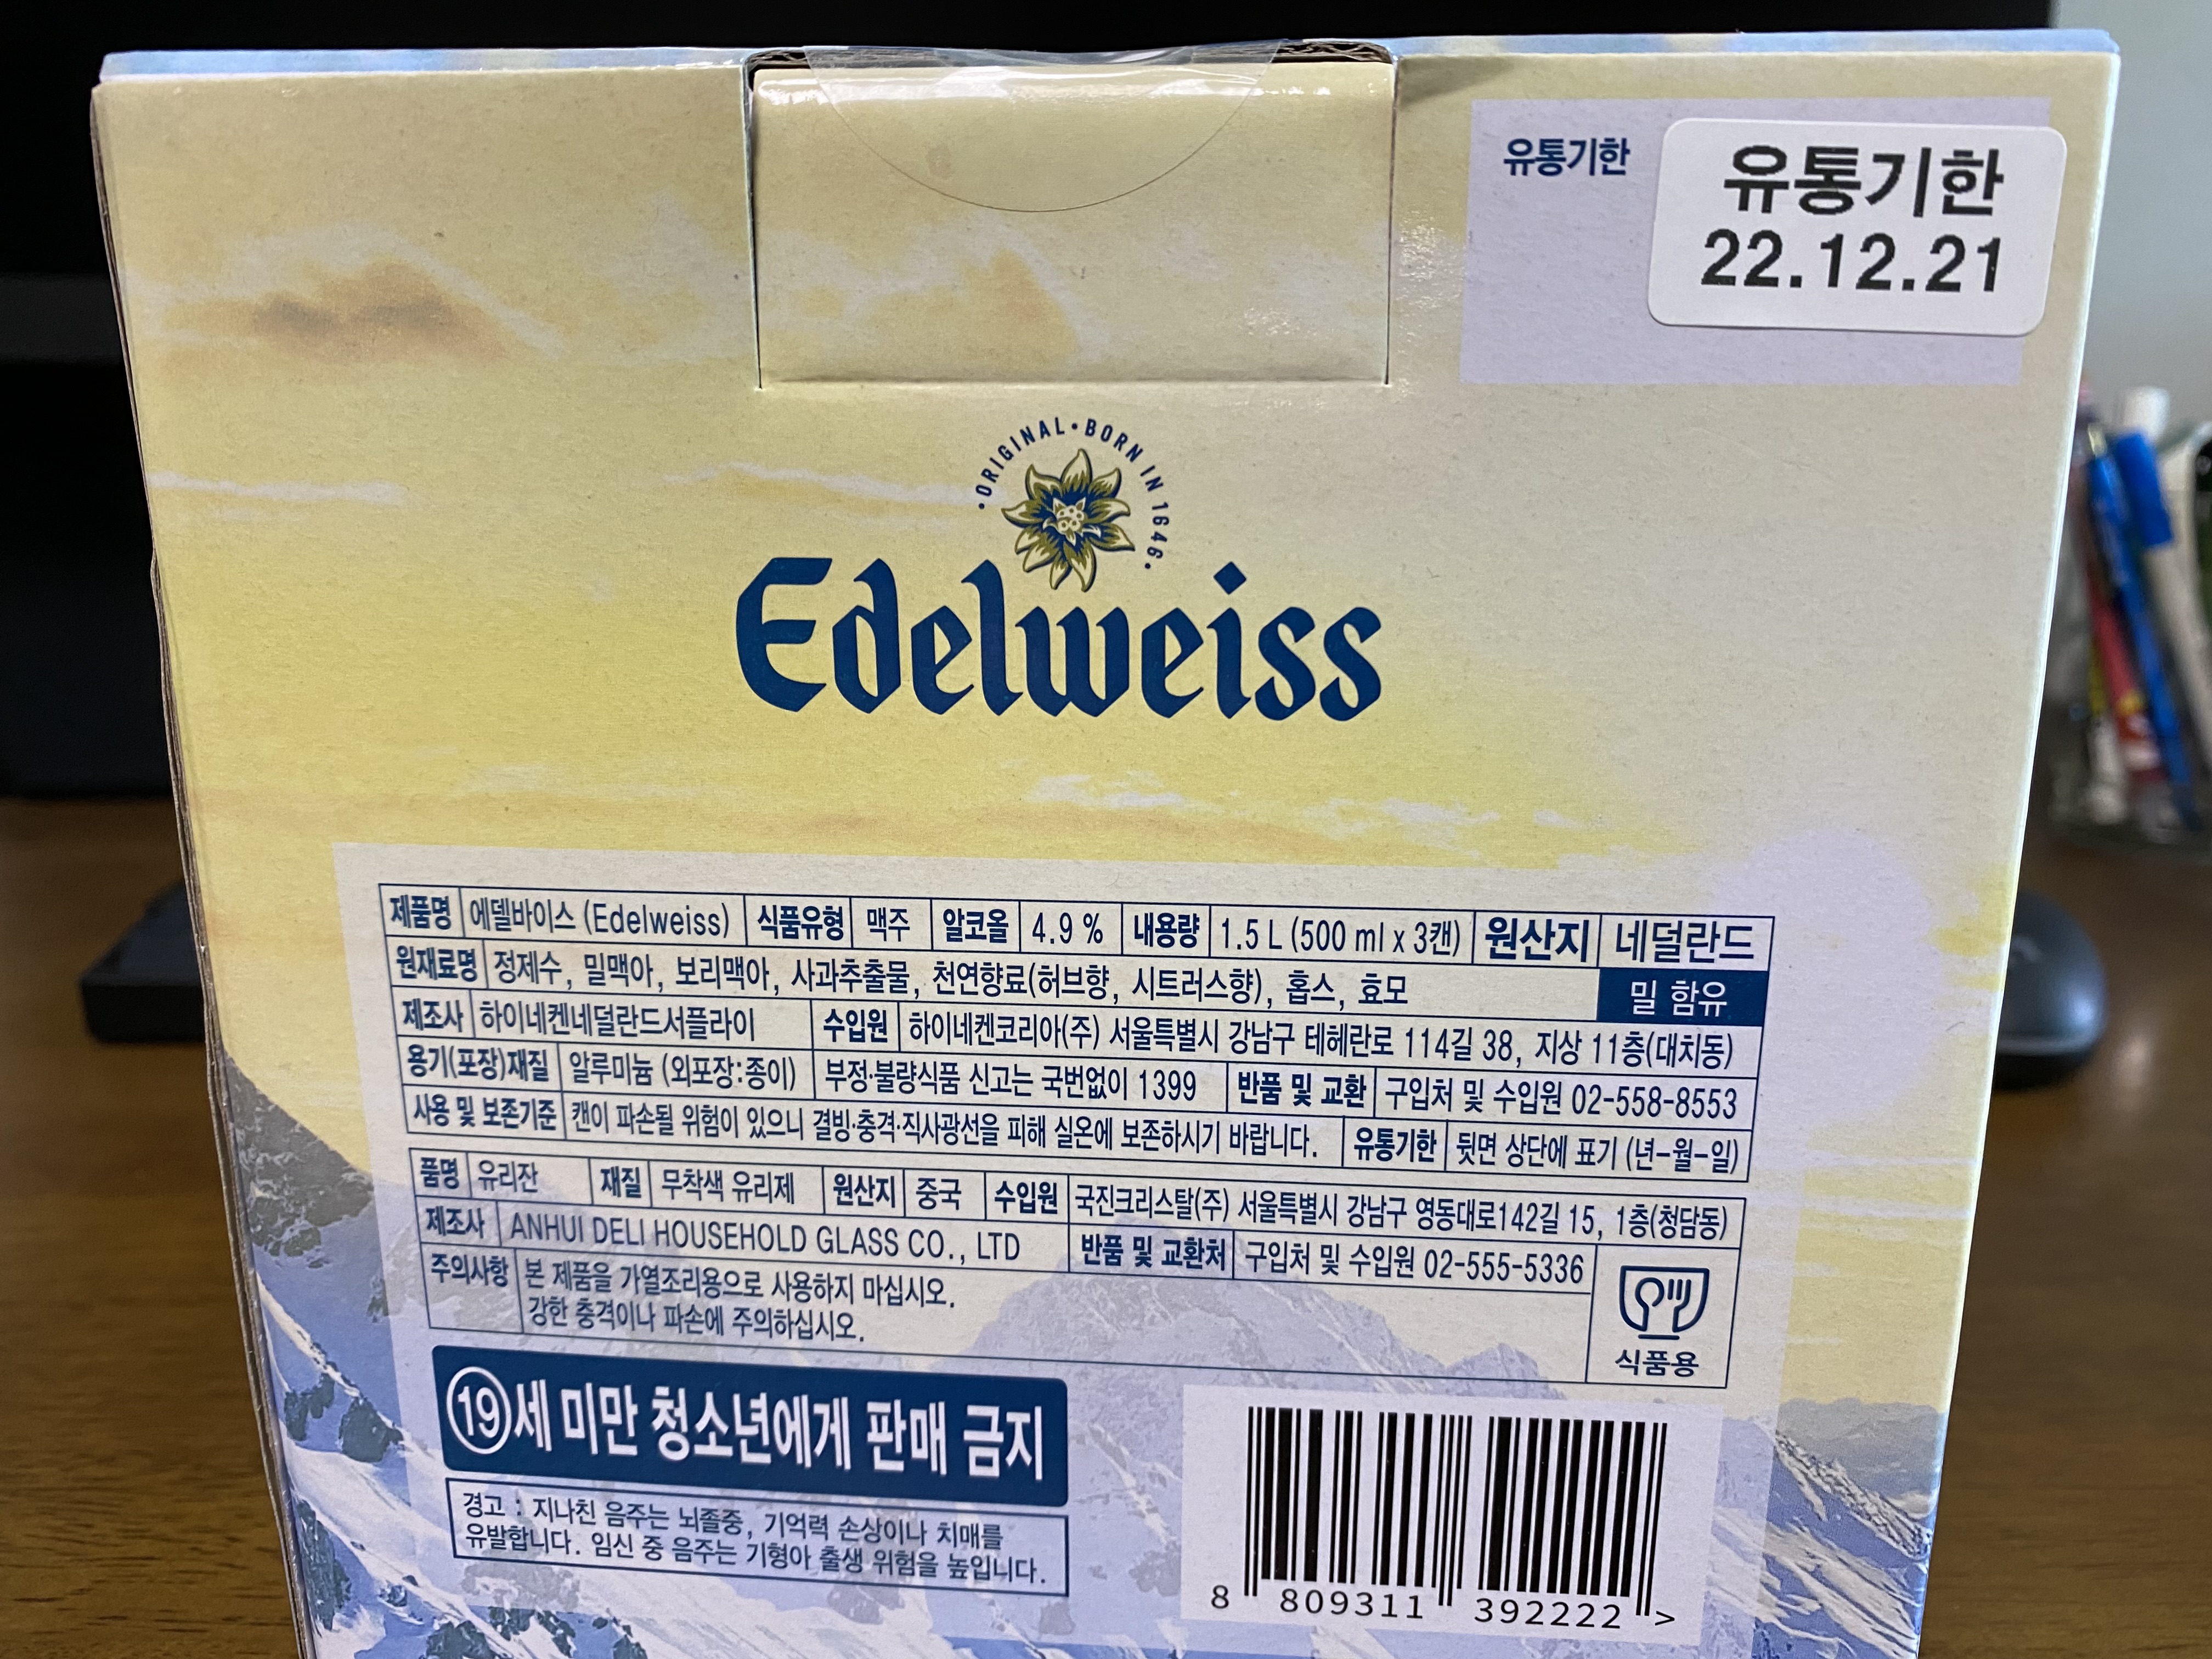 유통기한
유통기한
22.12.21
·ORIGINAL·BORN IN 1646·
Edelweiss
제품명 에델바이스 (Edelweiss) 식품유형 맥주 알코올 4.9 % 내용량 1.5 L (500 ml x 3캔) 원산지 네덜란드
원재료명 정제수, 밀맥아, 보리맥아, 사과추출물, 천연향료(허브향, 시트러스향), 홉스, 효모 밀 함유
제조사 하이네켄네덜란드서플라이 수입원 하이네켄코리아(주) 서울특별시 강남구 테헤란로 114길 38, 지상 11층(대치동)
용기(포장)재질 알루미늄 (외포장:종이) 부정·불량식품 신고는 국번없이 1399 반품 및 교환 구입처 및 수입원 02-558-8553
사용 및 보존기준 캔이 파손될 위험이 있으니 결빙·충격·직사광선을 피해 실온에 보존하시기 바랍니다. 유통기한 뒷면 상단에 표기 (년-월-일)
품명 유리잔 재질 무착색 유리제 원산지 중국 수입원 국진크리스탈(주) 서울특별시 강남구 영동대로142길 15, 1층(청담동)
제조사 ANHUI DELI HOUSEHOLD GLASS CO., LTD 반품 및 교환처 구입처 및 수입원 02-555-5336
주의사항 본 제품을 가열조리용으로 사용하지 마십시오.
강한 충격이나 파손에 주의하십시오.
식품용
19세 미만 청소년에게 판매 금지
경고 : 지나친 음주는 뇌졸중, 기억력 손상이나 치매를
유발합니다. 임신 중 음주는 기형아 출생 위험을 높입니다.
8 809311 392222 >